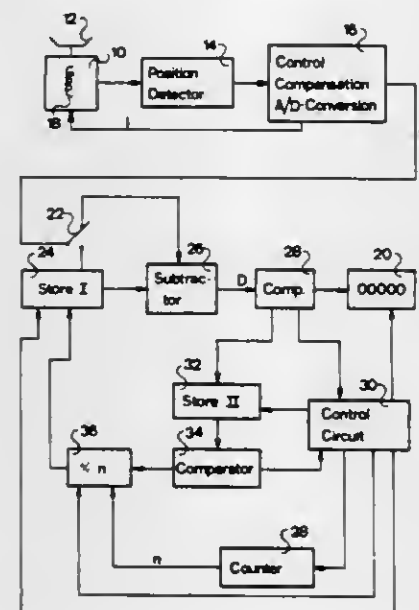 12
10
14
16
Position
Detector
Control
Compensation
A/D-Conversion
18
I
22
24
26
28
20
Store I
Subtrac-
tor
D
Comp.
00000
32
30
Store II
Control
Circuit
36
34
% n
Comparator
38
n
Counter